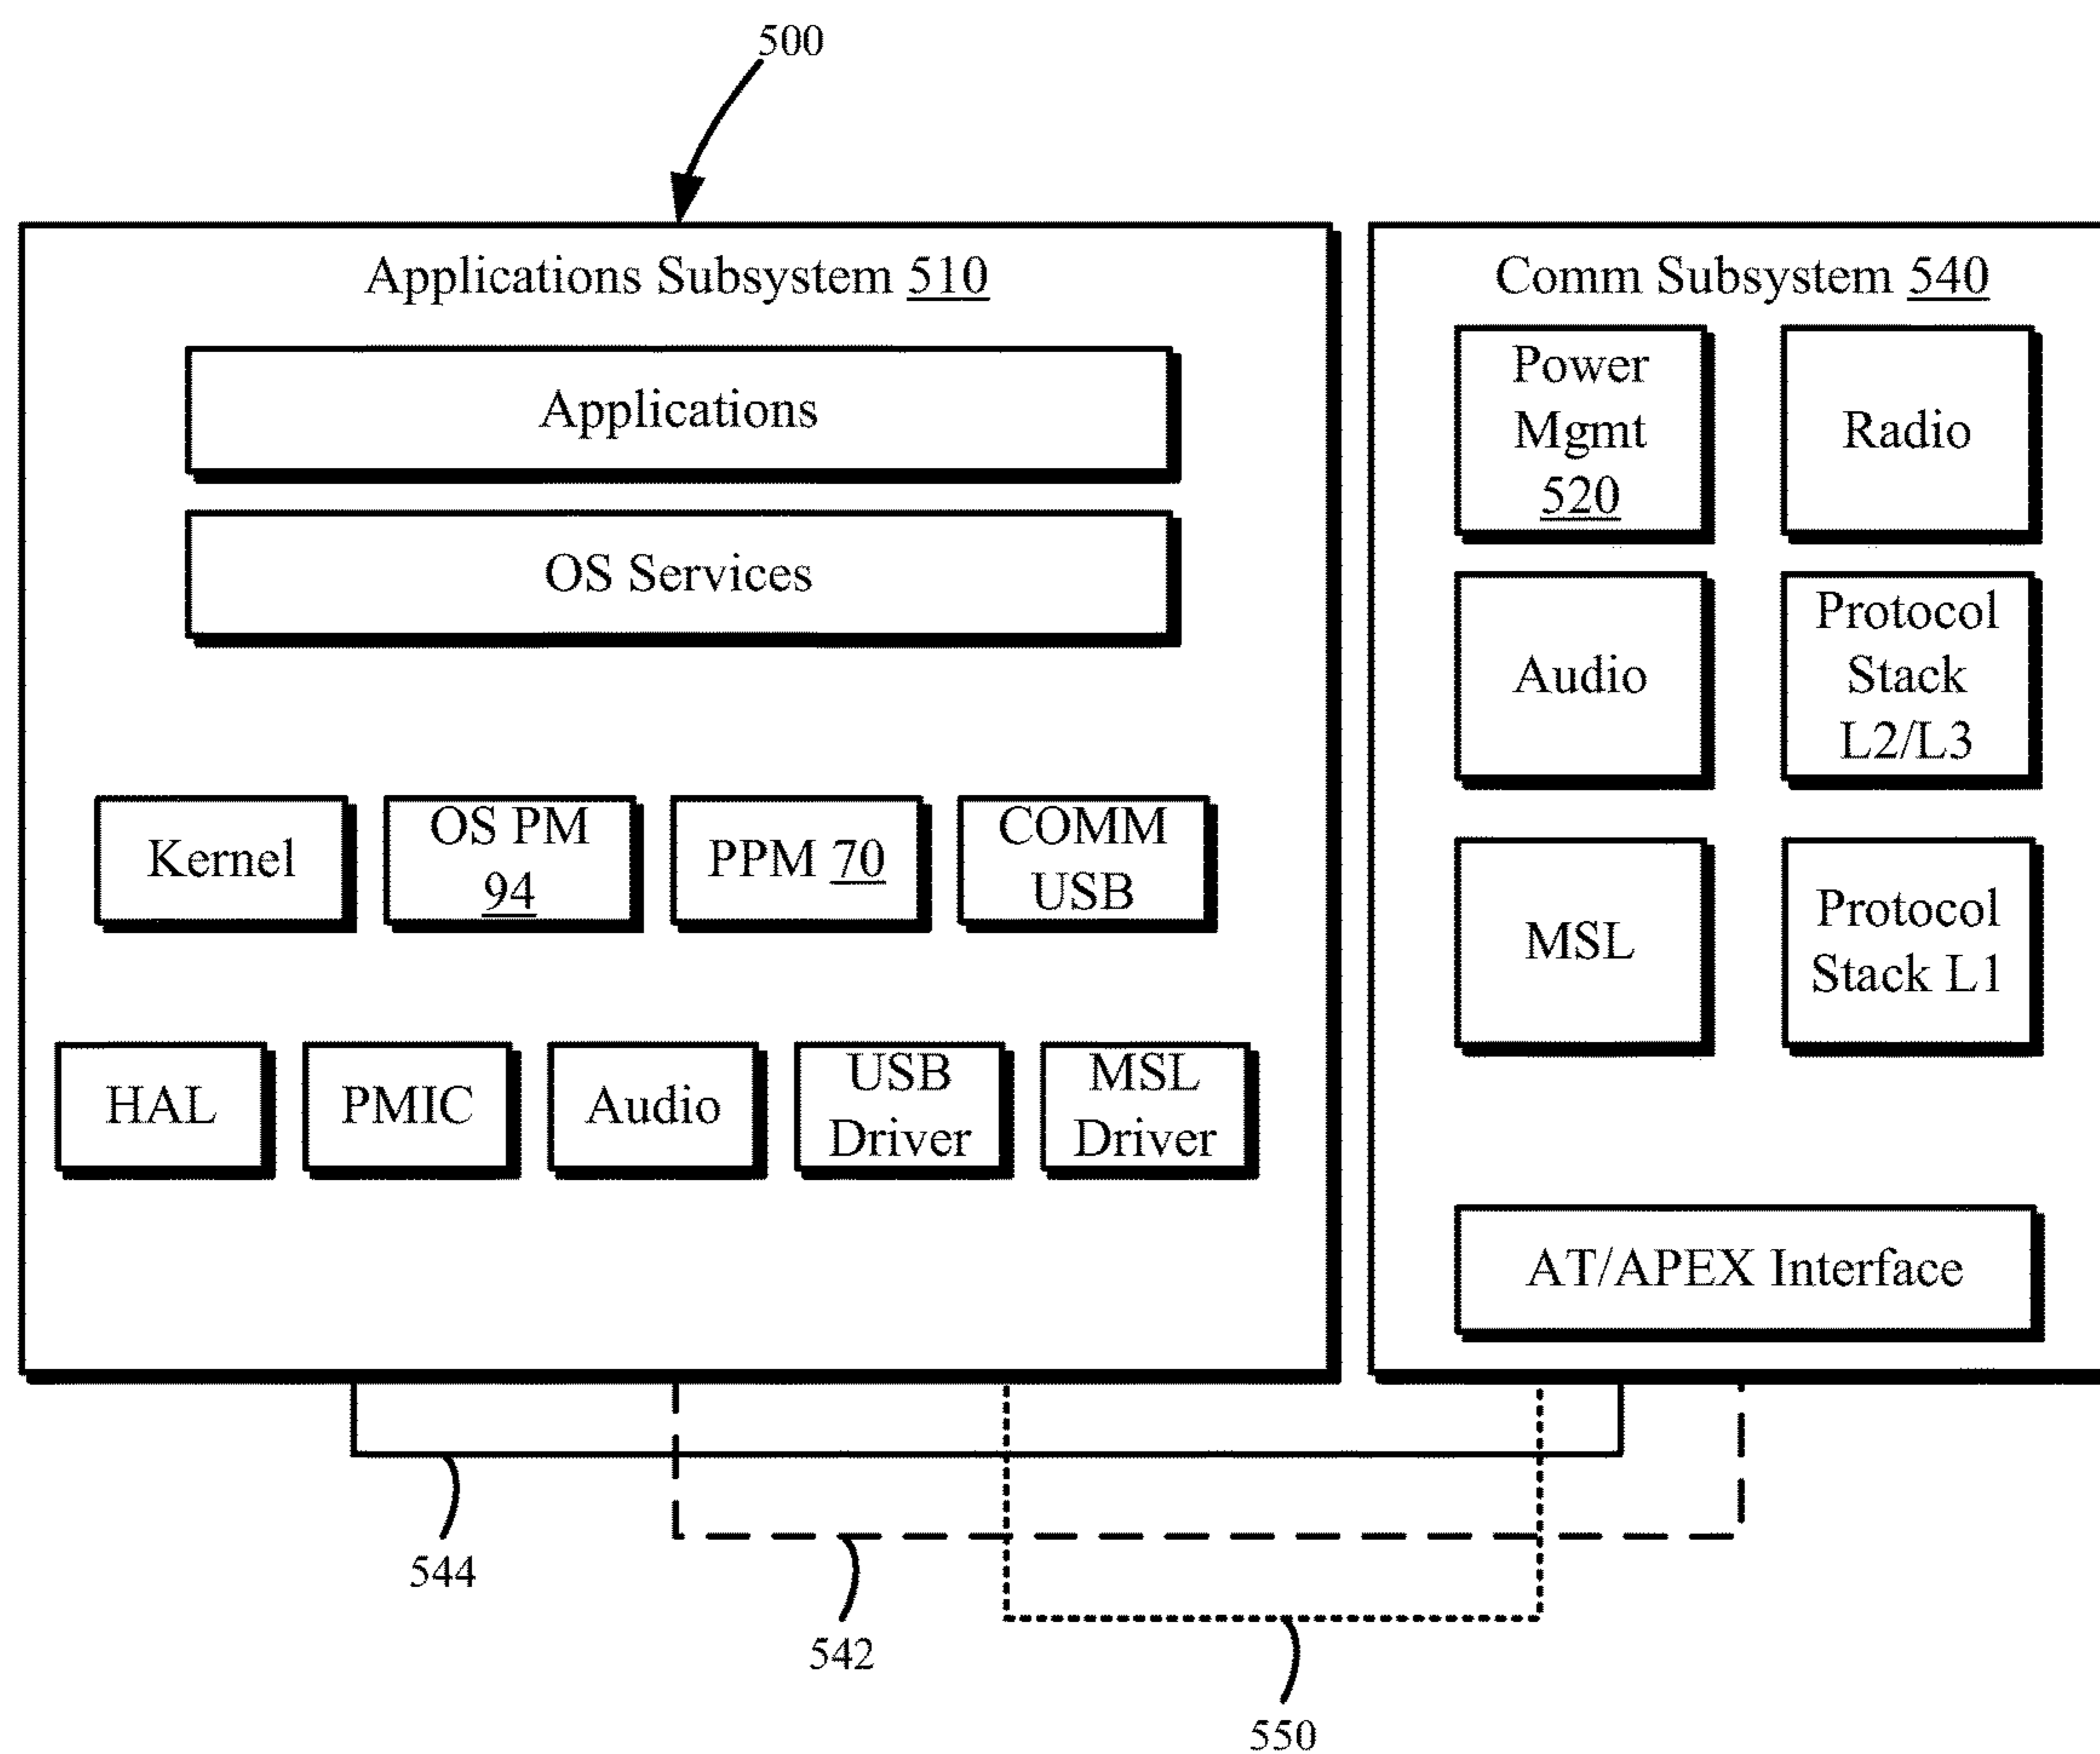 500
Applications Subsystem 510
Applications
OS Services
Kernel
OS PM
94
PPM 70
COMM
USB
HAL
PMIC
Audio
USB
Driver
MSL
Driver
Comm Subsystem 540
Power
Mgmt
520
Radio
Audio
Protocol
Stack
L2/L3
MSL
Protocol
Stack L1
AT/APEX Interface
544
542
550